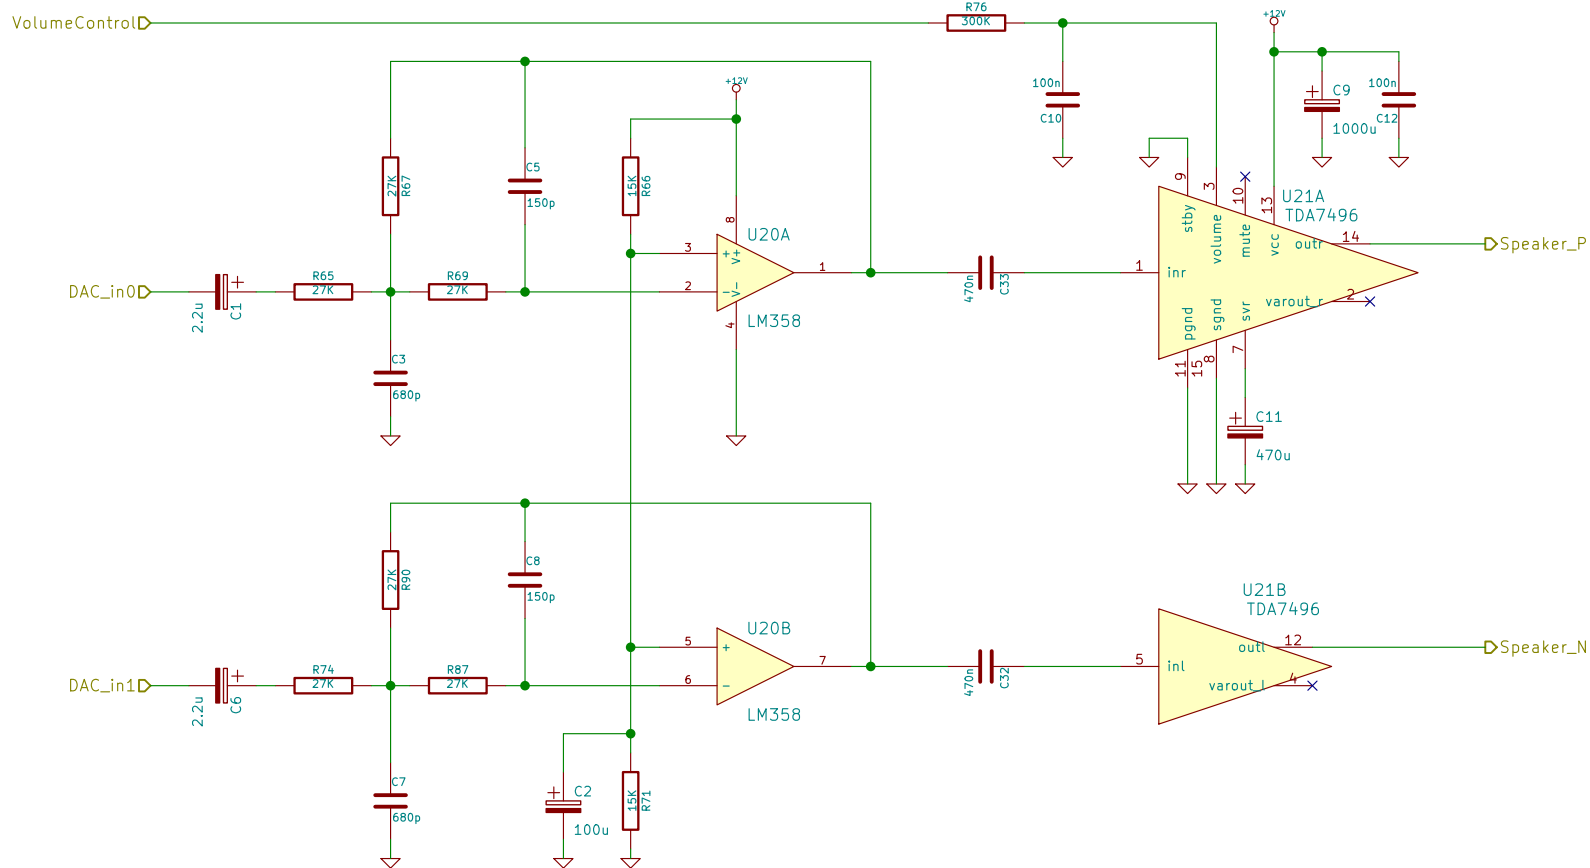 VolumeControl
R76
300K
+12V
100n
C10
C9
1000u
100n
C12
+12V
27K
R67
C5
150p
15K
R66
8
U20A
3
+
V+
1
2
-
V-
4
LM358
DAC_in0
2.2u
C1
+
R65
27K
R69
27K
C3
680p
470n
C33
9
3
10
13
U21A
TDA7496
stby
volume
mute
vcc
outr
14
Speaker_P
1
inr
varout_r
2
pgnd
sgnd
svr
11
15
8
7
+
C11
470u
27K
R90
C8
150p
U20B
5
+
7
6
-
LM358
DAC_in1
2.2u
C6
+
R74
27K
R87
27K
C7
680p
+
C2
100u
15K
R71
470n
C32
U21B
TDA7496
5
inl
outl
12
Speaker_N
varout_l
4